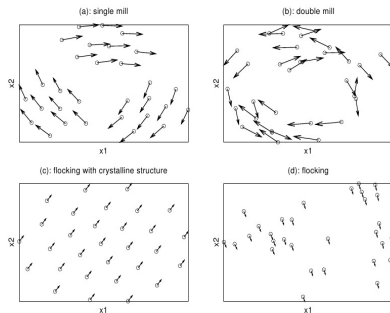 (a): single mill
(b): double mill
x2
x2
x1
x1
(c): flocking with crystalline structure
(d): flocking
x2
x2
x1
x1